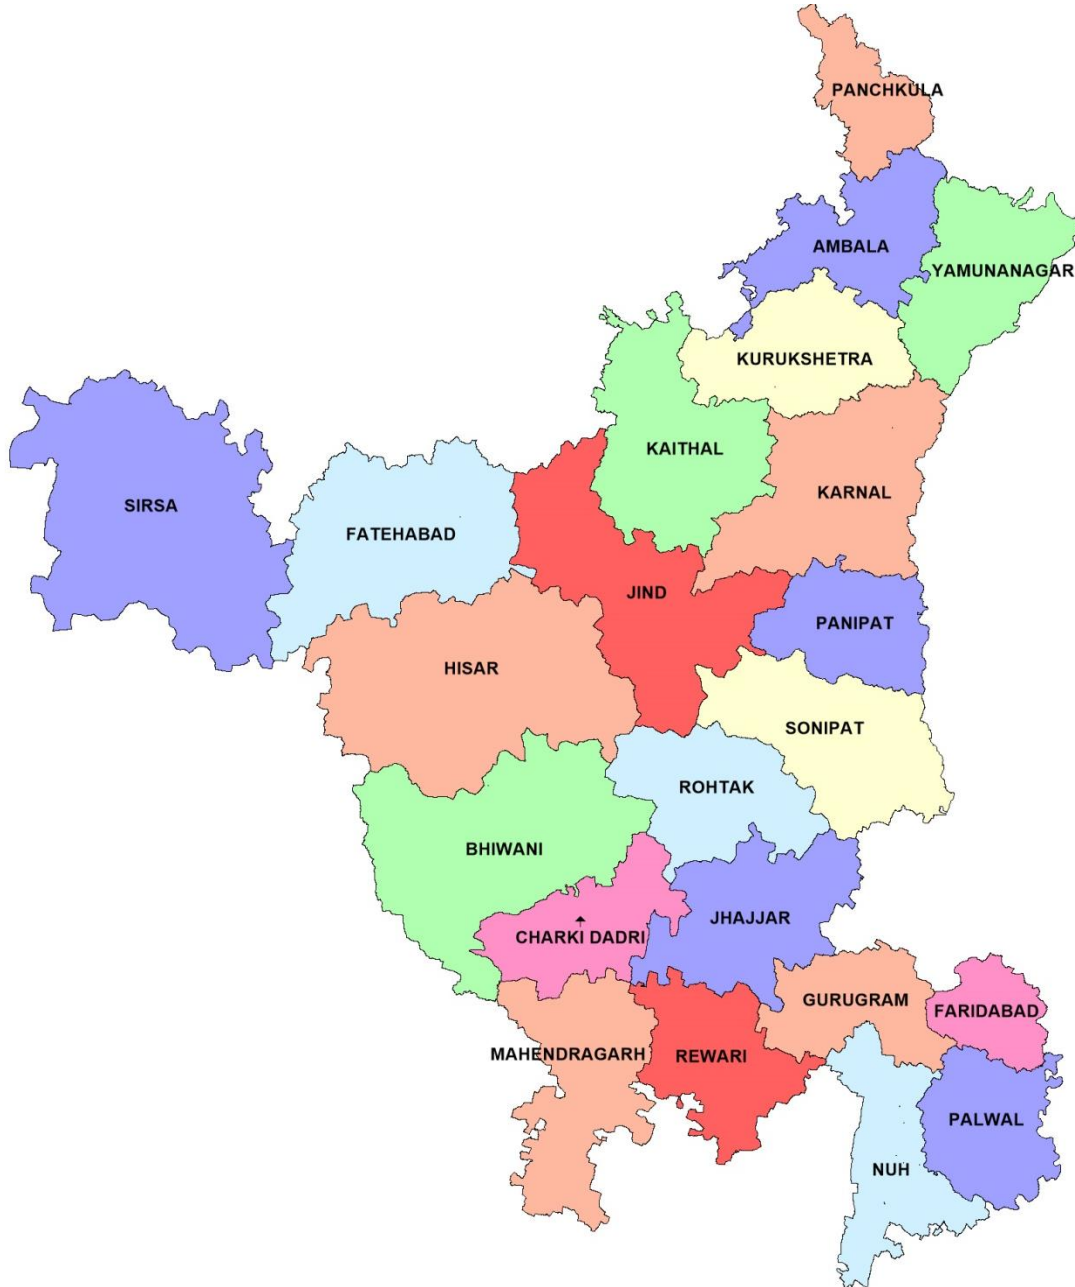 PANCHKULA
AMBALA
YAMUNANAGAR
KURUKSHETRA
KAITHAL
KARNAL
SIRSA
FATEHABAD
JIND
PANIPAT
HISAR
SONIPAT
ROHTAK
BHIWANI
JHAJJAR
CHARKI DADRI
GURUGRAM
FARIDABAD
MAHENDRAGARH
REWARI
PALWAL
NUH